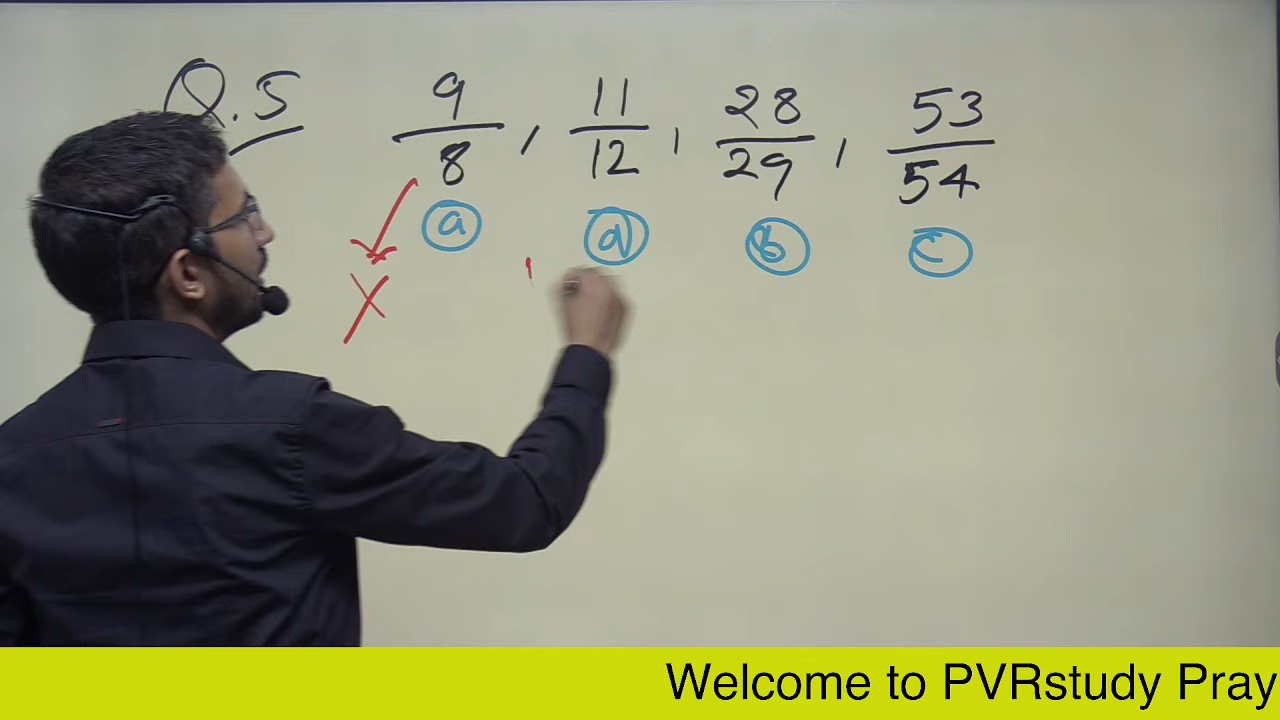 Q.5 9/8 , 11/12 , 28/29 , 53/54
a d b c
x
Welcome to PVRstudy Pray